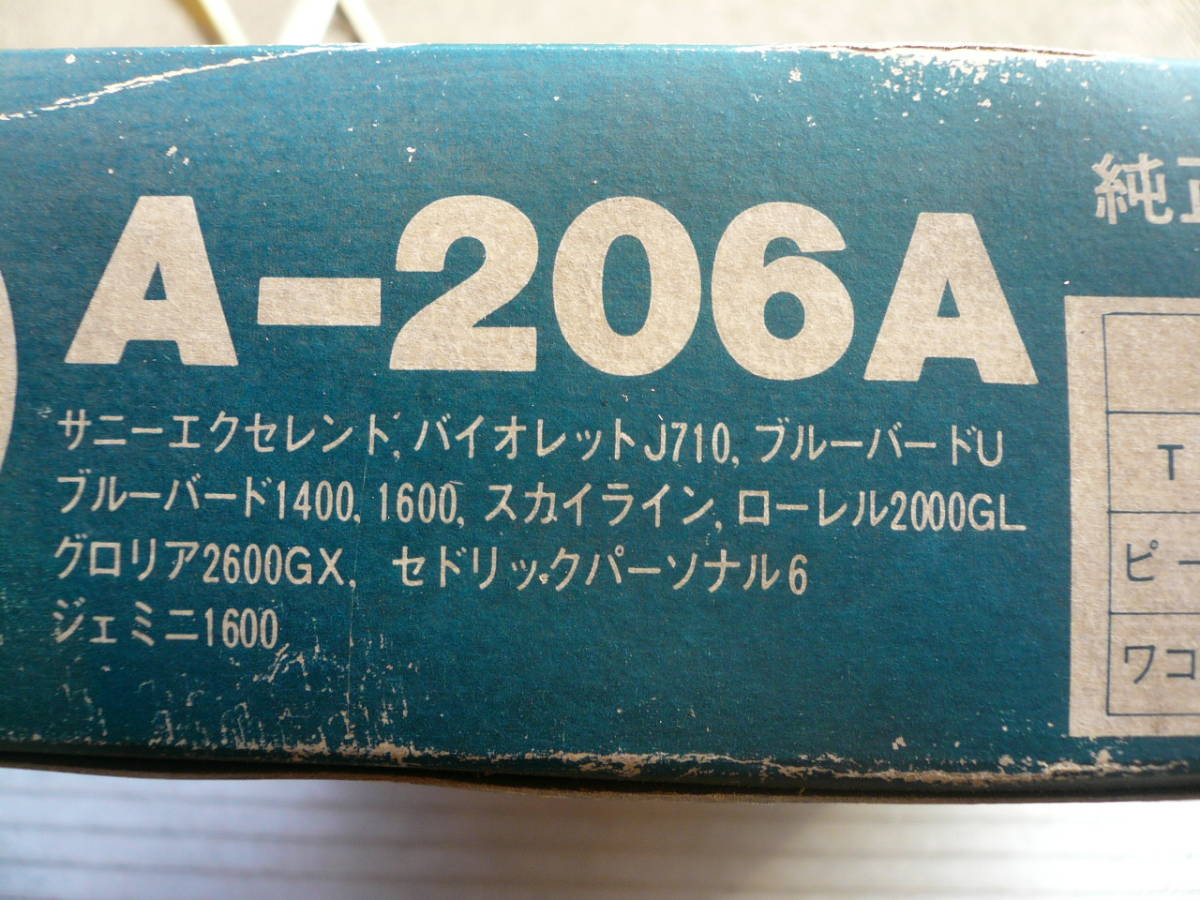 A-206A
サニーエクセレント, バイオレットJ710, ブルーバードU
ブルーバード1400, 1600, スカイライン, ローレル2000GL
グロリア2600GX, セドリックパーソナル6
ジェミニ1600
純正
T
ピー
ワコ